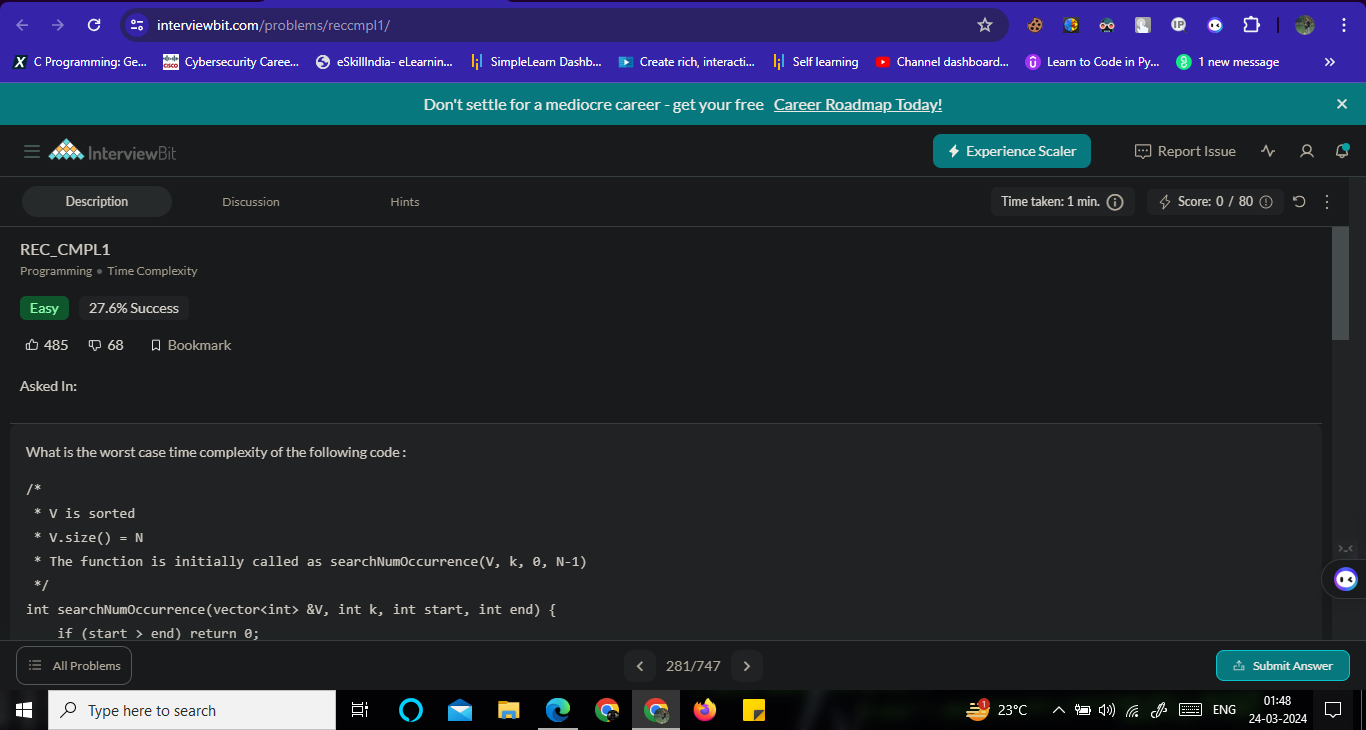 interviewbit.com/problems/reccmpl1/
C Programming: Ge...
Cybersecurity Caree...
eSkillIndia- eLearnin...
SimpleLearn Dashb...
Create rich, interacti...
Self learning
Channel dashboard...
Learn to Code in Py...
1 new message
Don't settle for a mediocre career - get your free Career Roadmap Today!
InterviewBit
Experience Scaler
Report Issue
Description
Discussion
Hints
Time taken: 1 min.
Score: 0 / 80
REC_CMPL1
Programming • Time Complexity
Easy
27.6% Success
485
68
Bookmark
Asked In:
What is the worst case time complexity of the following code :
/*
* V is sorted
* V.size() = N
* The function is initially called as searchNumOccurrence(V, k, 0, N-1)
*/
int searchNumOccurrence(vector<int> &V, int k, int start, int end) {
if (start > end) return 0;
All Problems
281/747
Submit Answer
Type here to search
1
23°C
ENG
01:48
24-03-2024